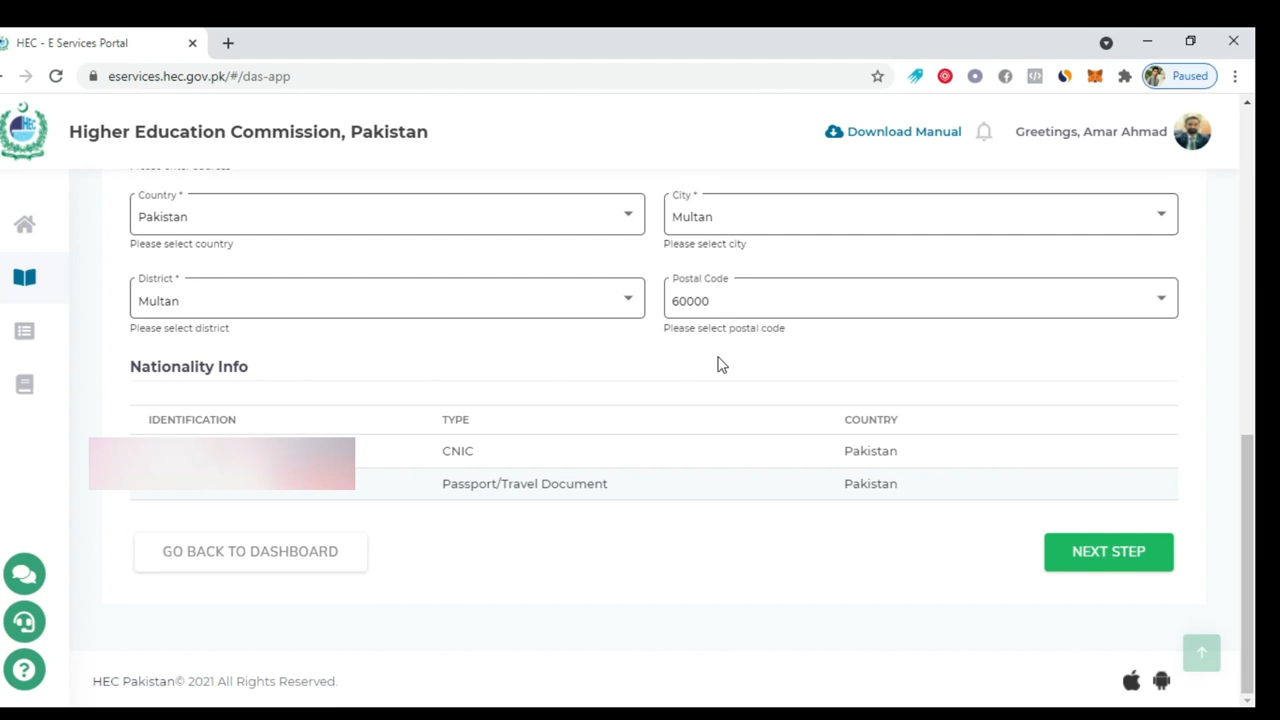 HEC - E Services Portal
eservices.hec.gov.pk/#/das-app
Paused
Higher Education Commission, Pakistan
Download Manual
Greetings, Amar Ahmad
Please enter address
Country *
Pakistan
Please select country
City *
Multan
Please select city
District *
Multan
Please select district
Postal Code
60000
Please select postal code
Nationality Info
IDENTIFICATION TYPE COUNTRY
CNIC Pakistan
Passport/Travel Document Pakistan
GO BACK TO DASHBOARD
NEXT STEP
HEC Pakistan© 2021 All Rights Reserved.